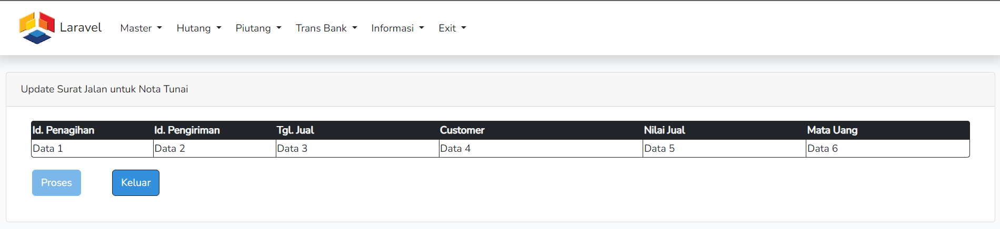 Laravel Master Hutang Piutang Trans Bank Informasi Exit
Update Surat Jalan untuk Nota Tunai
Id. Penagihan Id. Pengiriman Tgl. Jual Customer Nilai Jual Mata Uang
Data 1 Data 2 Data 3 Data 4 Data 5 Data 6
Proses Keluar